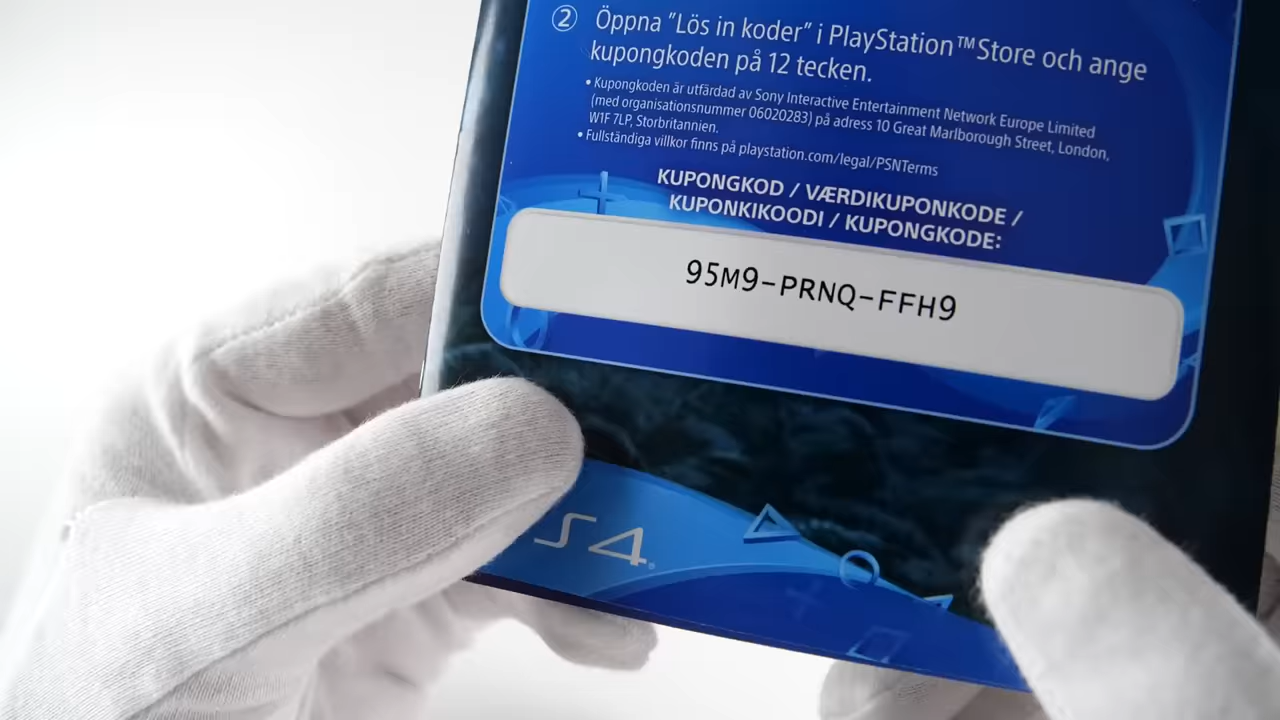 ② Öppna ”Lös in koder” i PlayStation™Store och ange
kupongkoden på 12 tecken.
• Kupongkoden är utfärdad av Sony Interactive Entertainment Network Europe Limited
(med organisationsnummer 06020283) på adress 10 Great Marlborough Street, London,
W1F 7LP, Storbritannien.
• Fullständiga villkor finns på playstation.com/legal/PSNTerms
KUPONGKOD / VÆRDIKUPONKODE /
KUPONKIKOODI / KUPONGKODE:
95M9-PRNQ-FFH9
S4